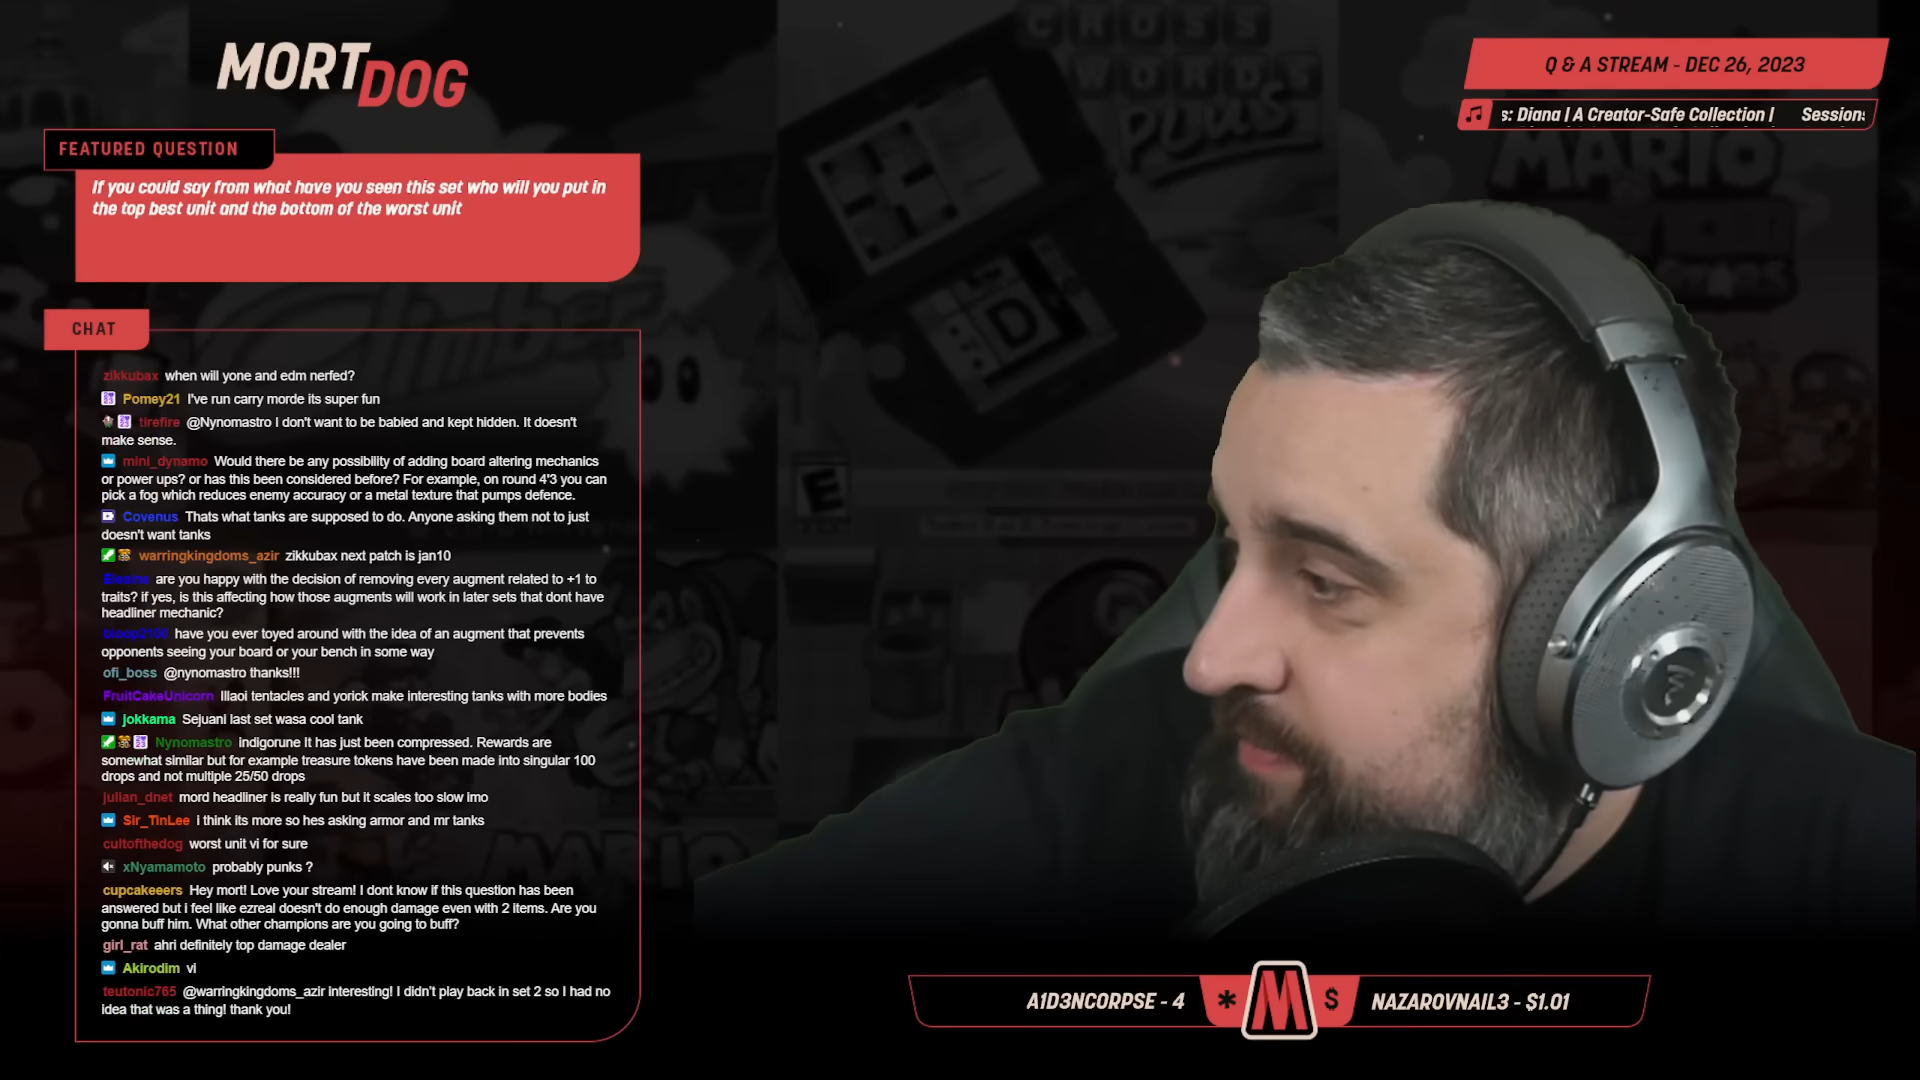 MORTDOG
Q & A STREAM - DEC 26, 2023
s: Diana | A Creator-Safe Collection | Session
FEATURED QUESTION
If you could say from what have you seen this set who will you put in
the top best unit and the bottom of the worst unit
CHAT
zikkubax when will yone and edm nerfed?
Pomey21 I've run carry morde its super fun
tirefire @Nynomastro I don't want to be babied and kept hidden. It doesn't
make sense.
mini_dynamo Would there be any possibility of adding board altering mechanics
or power ups? or has this been considered before? For example, on round 4'3 you can
pick a fog which reduces enemy accuracy or a metal texture that pumps defence.
Covenus Thats what tanks are supposed to do. Anyone asking them not to just
doesn't want tanks
warringkingdoms_azir zikkubax next patch is jan10
are you happy with the decision of removing every augment related to +1 to
traits? if yes, is this affecting how those augments will work in later sets that dont have
headliner mechanic?
have you ever toyed around with the idea of an augment that prevents
opponents seeing your board or your bench in some way
ofi_boss @nynomastro thanks!!!
FruitCakeUnicorn Illaoi tentacles and yorick make interesting tanks with more bodies
jokkama Sejuani last set wasa cool tank
Nynomastro indigorune It has just been compressed. Rewards are
somewhat similar but for example treasure tokens have been made into singular 100
drops and not multiple 25/50 drops
julian_dnet mord headliner is really fun but it scales too slow imo
Sir_TinLee i think its more so hes asking armor and mr tanks
cultofthedog worst unit vi for sure
xNyamamoto probably punks ?
cupcakeeers Hey mort! Love your stream! I dont know if this question has been
answered but i feel like ezreal doesn't do enough damage even with 2 items. Are you
gonna buff him. What other champions are you going to buff?
girl_rat ahri definitely top damage dealer
Akirodim vi
teutonic765 @warringkingdoms_azir interesting! I didn't play back in set 2 so I had no
idea that was a thing! thank you!
CROSS
WORDS
PLUS
MARIO
E
MARIO
A1D3NCORPSE - 4 * M $ NAZAROVNAIL3 - $1.01